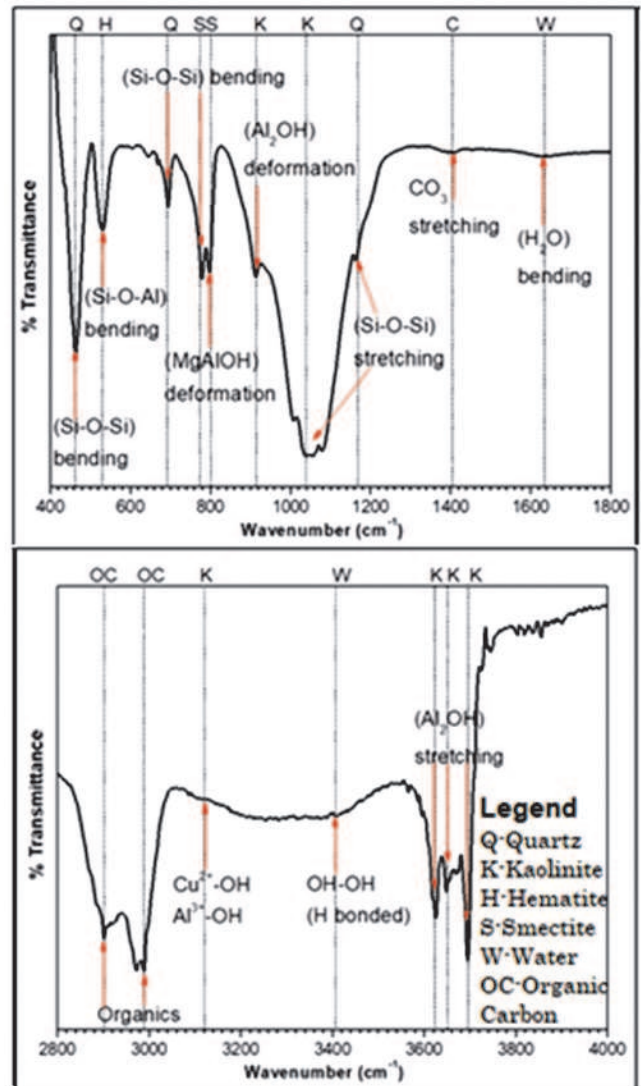 Q H Q S S K K Q C W
(Si-O-Si) bending
(Al₂OH)
deformation
CO₃
stretching
(H₂O)
bending
(Si-O-Al)
bending
(Si-O-Si)
stretching
(MgAlOH)
deformation
(Si-O-Si)
bending
% Transmittance
400 600 800 1000 1200 1400 1600 1800
Wavenumber (cm⁻¹)
OC OC K W K K K
(Al₂OH)
stretching
Legend
Q-Quartz
K-Kaolinite
H-Hematite
S-Smectite
W-Water
OC-Organic
Carbon
Cu²⁺-OH
Al³⁺-OH
OH-OH
(H bonded)
Organics
% Transmittance
2800 3000 3200 3400 3600 3800 4000
Wavenumber (cm⁻¹)